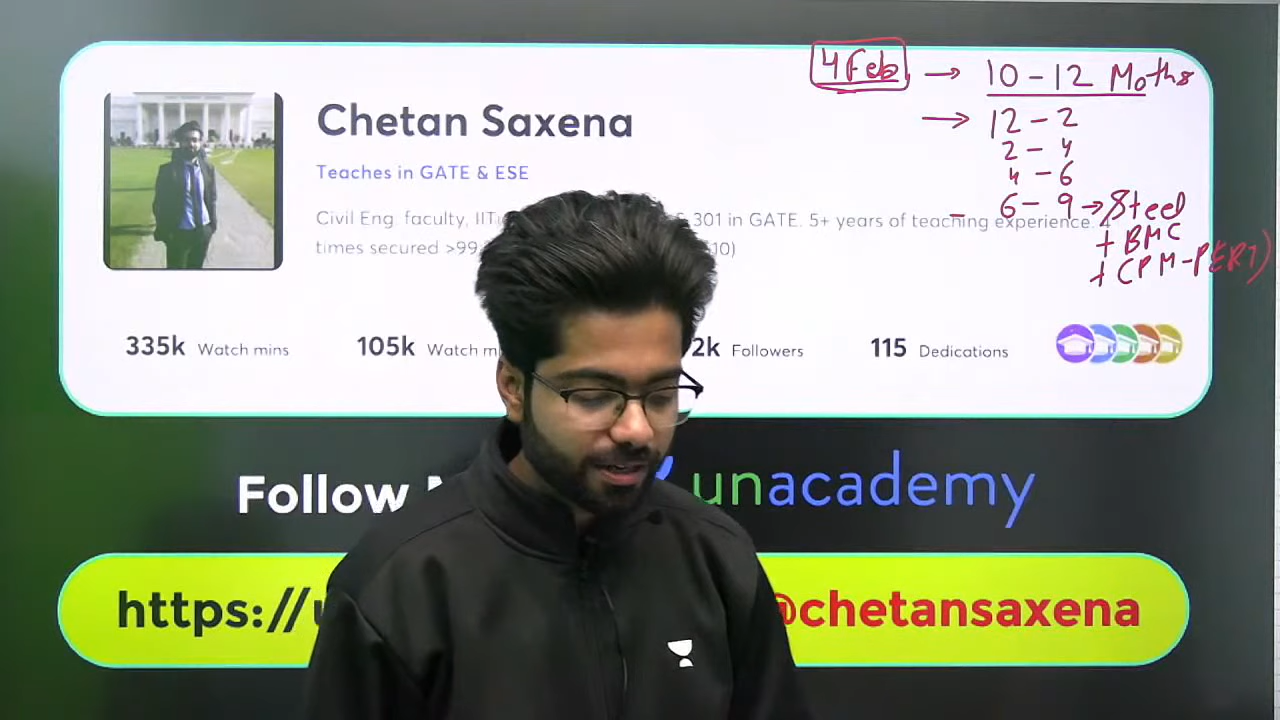 4 Feb → 10 - 12 Moths
→ 12 - 2
2 - 4
4 - 6
- 6 - 9 → Steel
+ BMC
+ (PM-PERT)
Chetan Saxena
Teaches in GATE & ESE
Civil Eng. faculty, 301 in GATE. 5+ years of teaching experience. 4
times secured >99.
335k Watch mins
105k Watch
2k Followers
115 Dedications
Follow
unacademy
https://
@chetansaxena